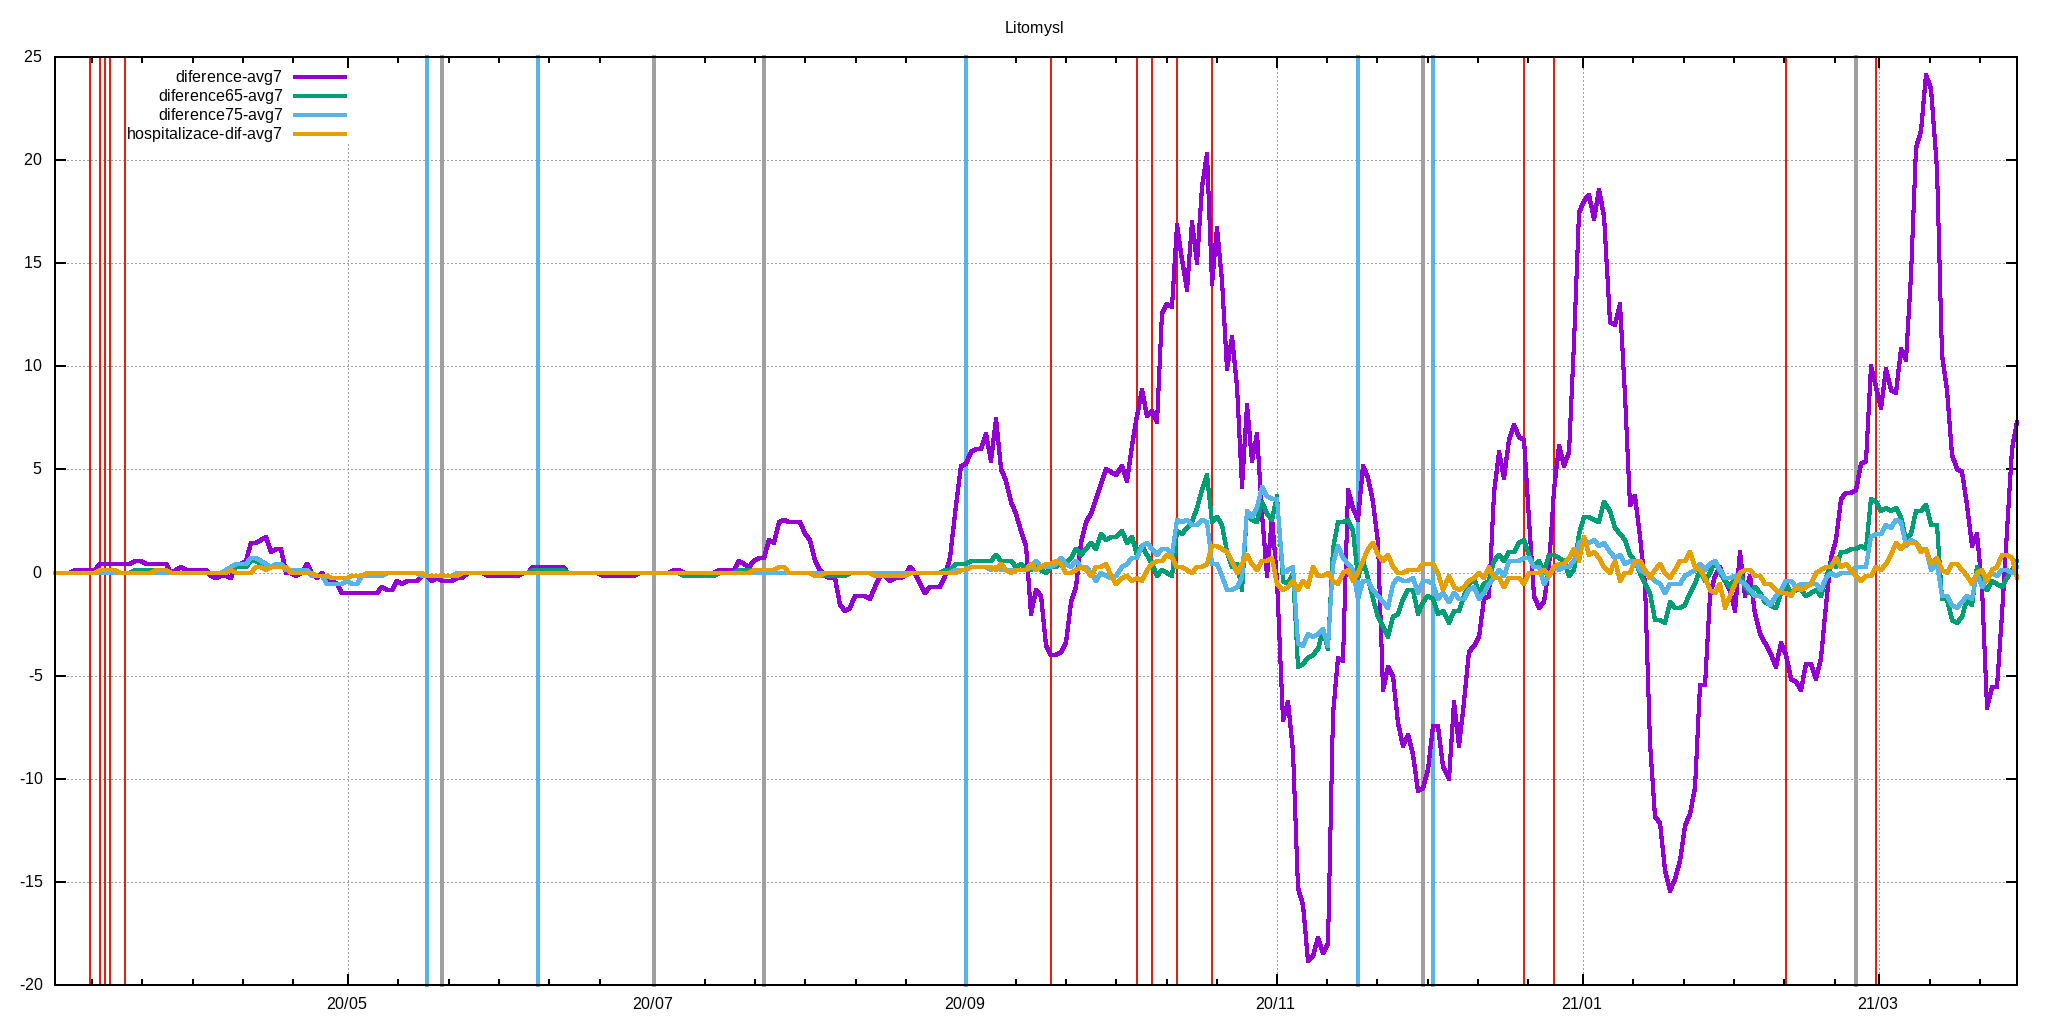 Litomysl
25
diference-avg7
diference65-avg7
diference75-avg7
hospitalizace-dif-avg7
20
15
10
5
0
-5
-10
-15
-20
20/05 20/07 20/09 20/11 21/01 21/03